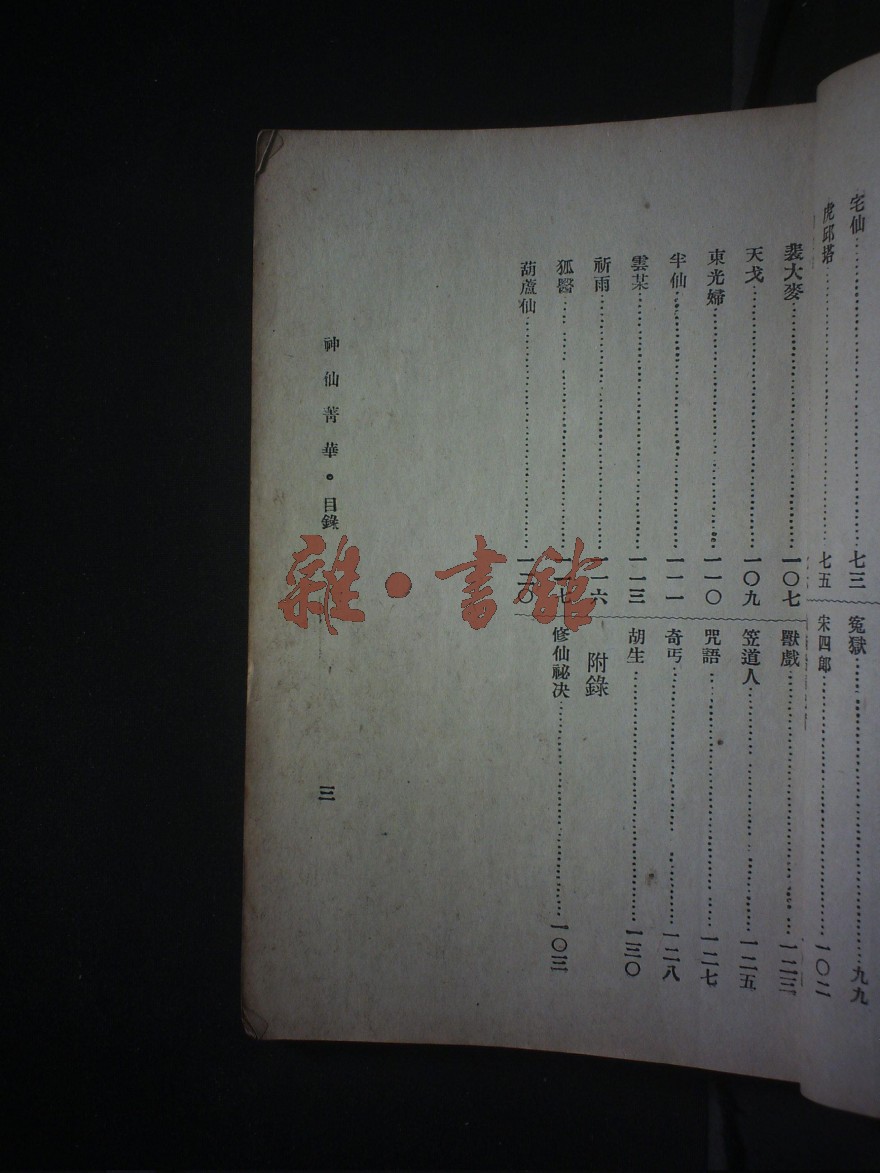 宅仙……七三
虎邱塔……七五
裴大麥……一〇七
天戈……一〇九
東光婦……一一〇
半仙……一一一
雲某……一一三
祈雨……一一六
狐醫……一一七
葫蘆仙……一二〇
冤獄……九九
宋四郎……一〇二
獸戲……一二三
笠道人……一二五
咒語……一二七
奇丐……一二八
胡生……一三〇
附錄
修仙祕决……一〇三
神仙菁華。目錄
三
雜·書館